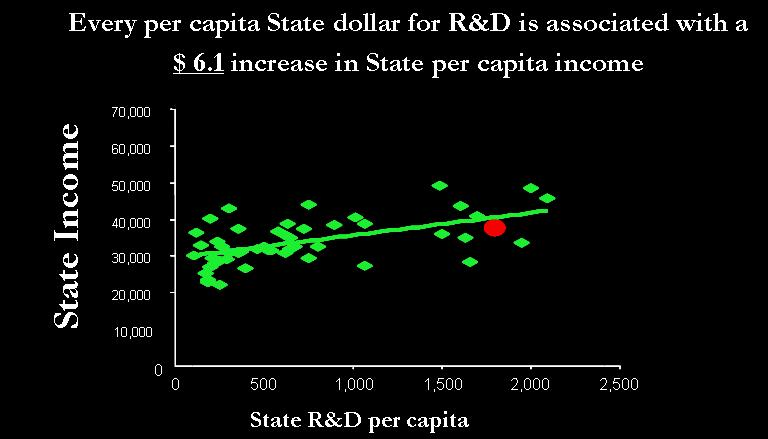 Every per capita State dollar for R&D is associated with a
$ 6.1 increase in State per capita income
State Income
70,000
60,000
50,000
40,000
30,000
20,000
10,000
0
0 500 1,000 1,500 2,000 2,500
State R&D per capita